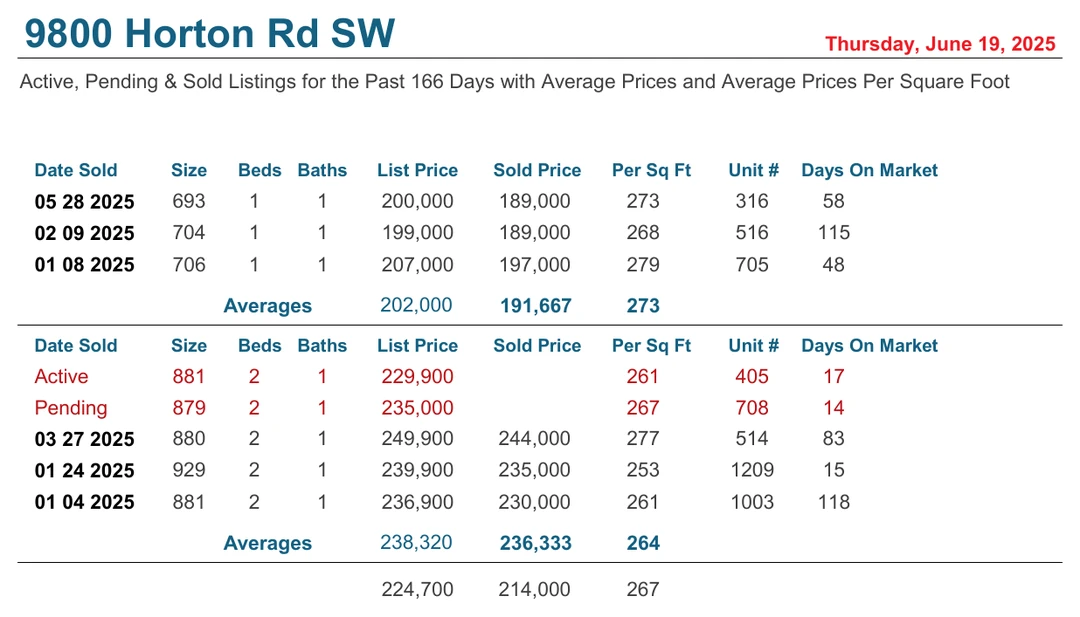 9800 Horton Rd SW
Thursday, June 19, 2025
Active, Pending & Sold Listings for the Past 166 Days with Average Prices and Average Prices Per Square Foot
Date Sold Size Beds Baths List Price Sold Price Per Sq Ft Unit # Days On Market
05 28 2025 693 1 1 200,000 189,000 273 316 58
02 09 2025 704 1 1 199,000 189,000 268 516 115
01 08 2025 706 1 1 207,000 197,000 279 705 48
Averages 202,000 191,667 273
Date Sold Size Beds Baths List Price Sold Price Per Sq Ft Unit # Days On Market
Active 881 2 1 229,900 261 405 17
Pending 879 2 1 235,000 267 708 14
03 27 2025 880 2 1 249,900 244,000 277 514 83
01 24 2025 929 2 1 239,900 235,000 253 1209 15
01 04 2025 881 2 1 236,900 230,000 261 1003 118
Averages 238,320 236,333 264
224,700 214,000 267